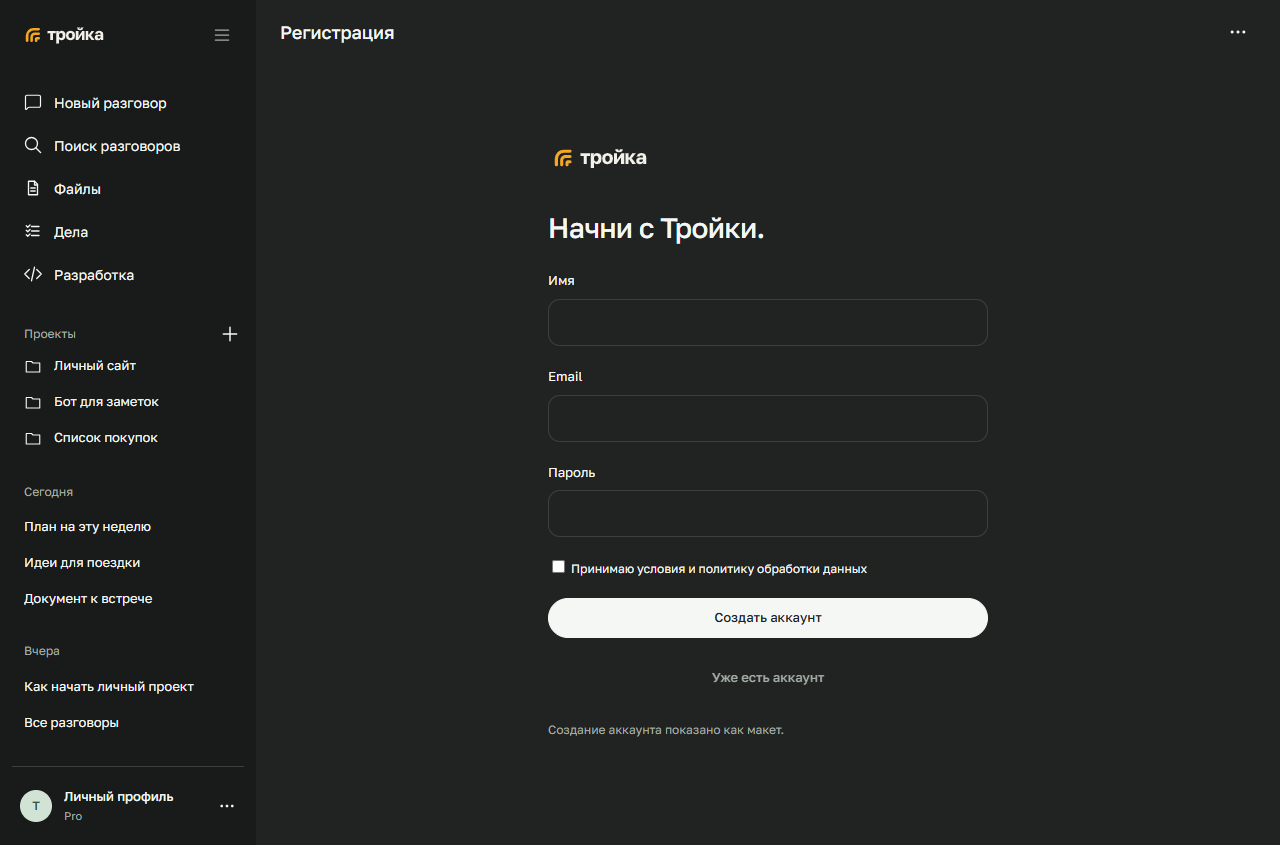 тройка
Новый разговор
Поиск разговоров
Файлы
Дела
Разработка
Проекты
Личный сайт
Бот для заметок
Список покупок
Сегодня
План на эту неделю
Идеи для поездки
Документ к встрече
Вчера
Как начать личный проект
Все разговоры
Т
Личный профиль
Pro
Регистрация
тройка
Начни с Тройки.
Имя
Email
Пароль
Принимаю условия и политику обработки данных
Создать аккаунт
Уже есть аккаунт
Создание аккаунта показано как макет.